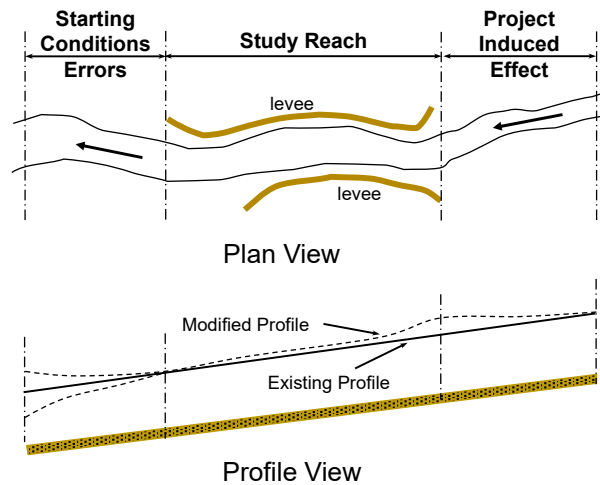 Starting
Conditions
Errors
Study Reach
Project
Induced
Effect
levee
levee
Plan View
Modified Profile
Existing Profile
Profile View